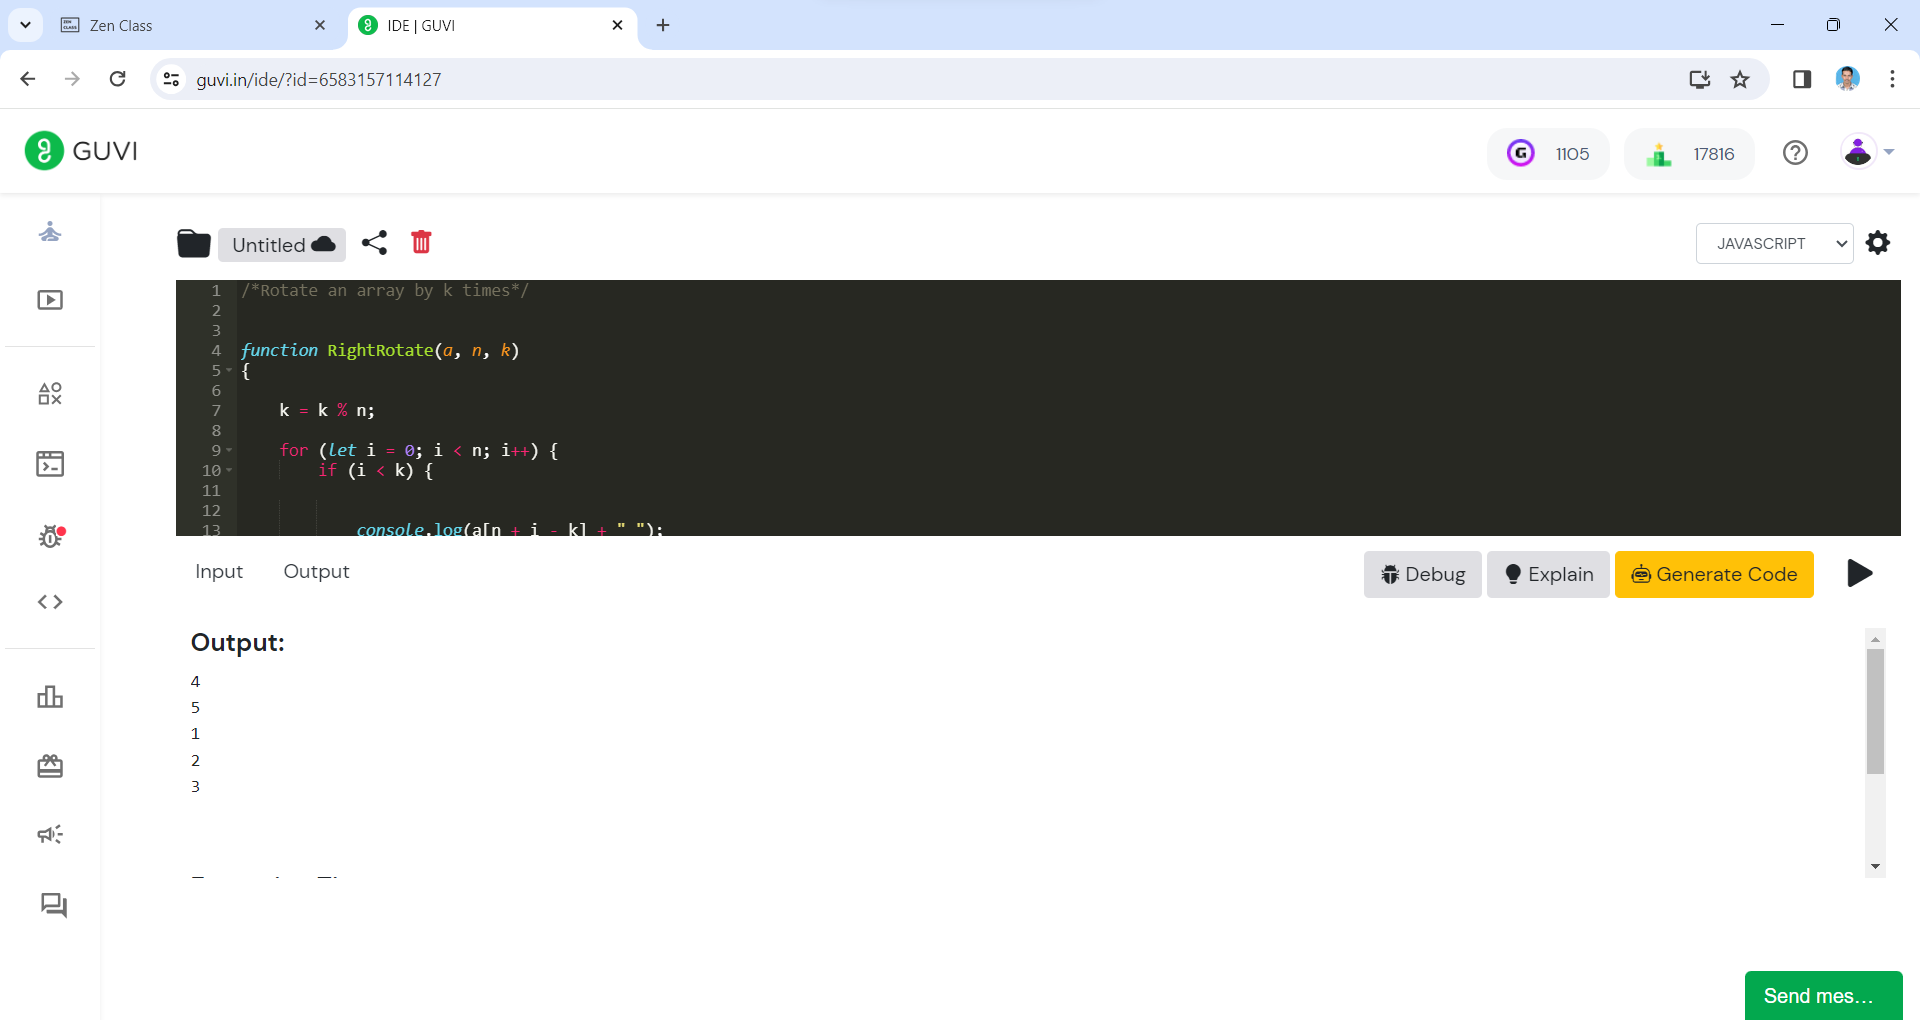 Zen Class
IDE | GUVI
guvi.in/ide/?id=6583157114127
GUVI
1105
17816
Untitled
JAVASCRIPT
1 /*Rotate an array by k times*/
2
3
4 function RightRotate(a, n, k)
5 {
6
7 k = k % n;
8
9 for (let i = 0; i < n; i++) {
10 if (i < k) {
11
12
13 console.log(a[n + i - k] + " ");
Input Output
Debug Explain Generate Code
Output:
4
5
1
2
3
Send mes...